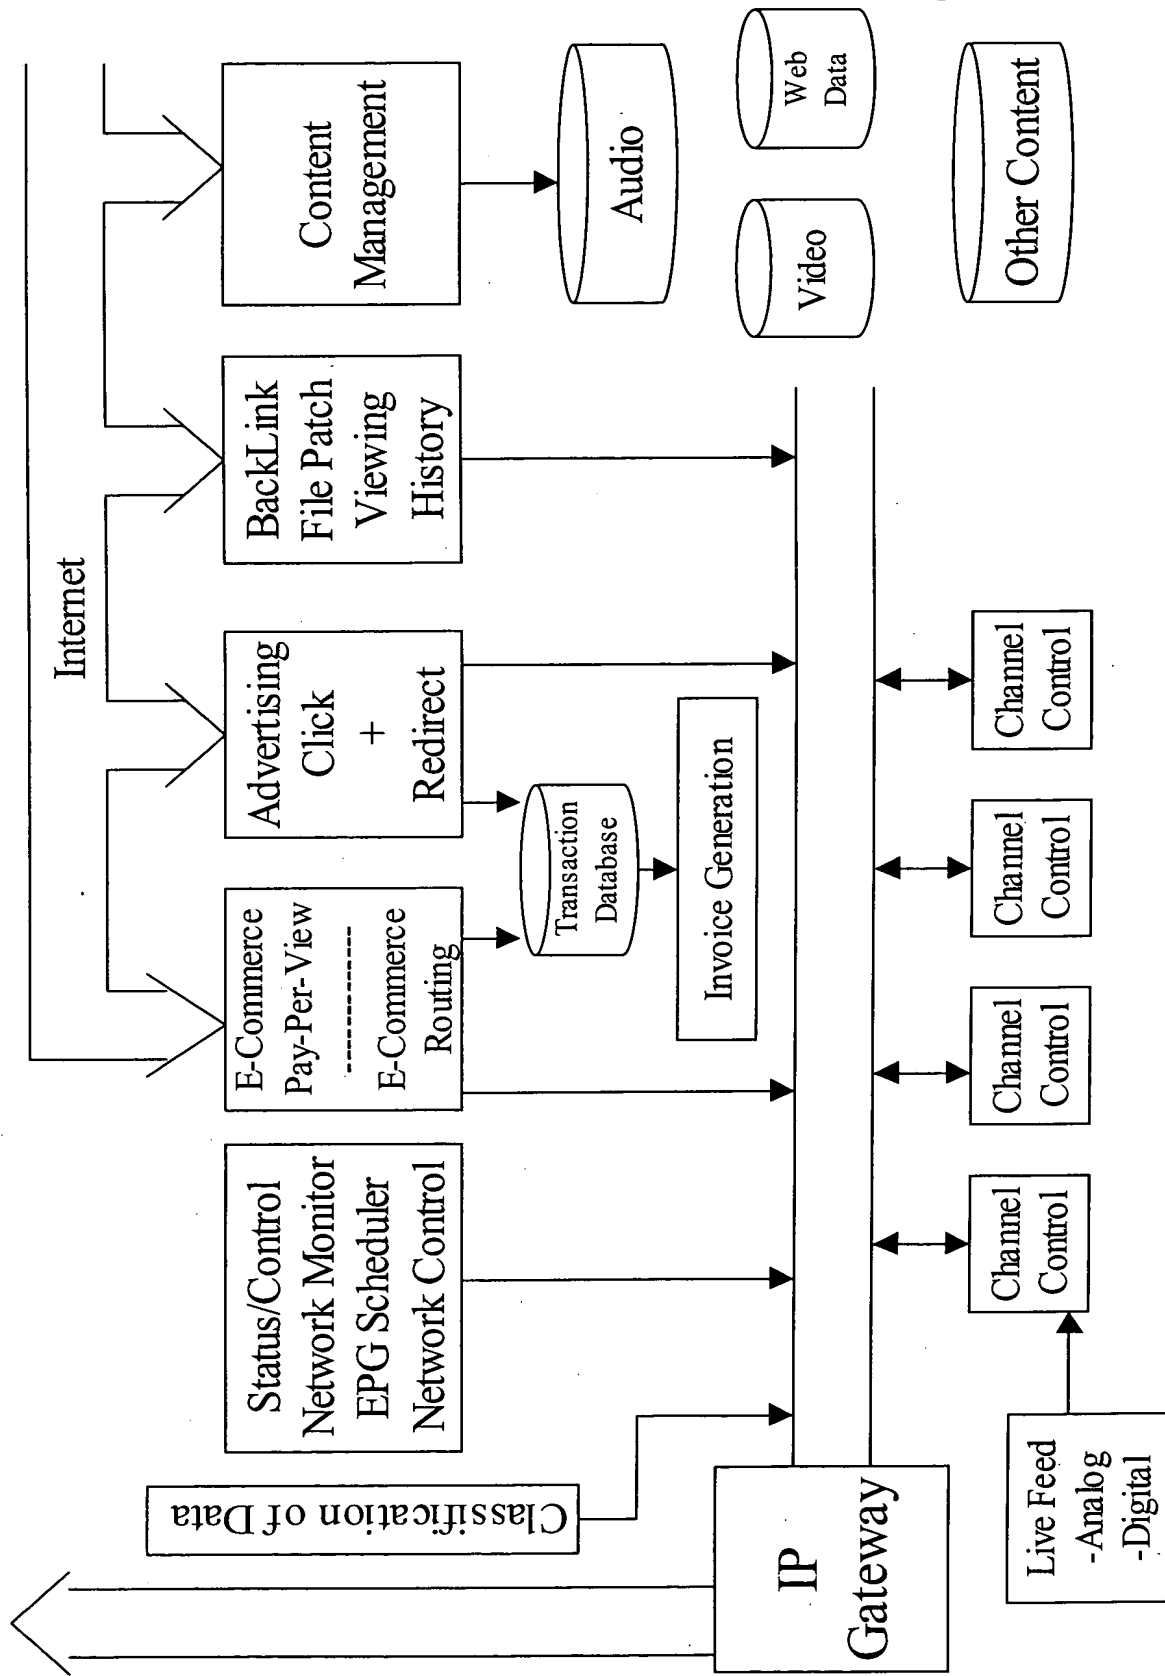 Internet
Classification of Data
Status/Control
Network Monitor
EPG Scheduler
Network Control
E-Commerce
Pay-Per-View
-----------
E-Commerce
Routing
Advertising
Click
+
Redirect
BackLink
File Patch
Viewing
History
Content
Management
Transaction
Database
Invoice Generation
Audio
Video
Web
Data
Other Content
IP
Gateway
Live Feed
-Analog
-Digital
Channel
Control
Channel
Control
Channel
Control
Channel
Control